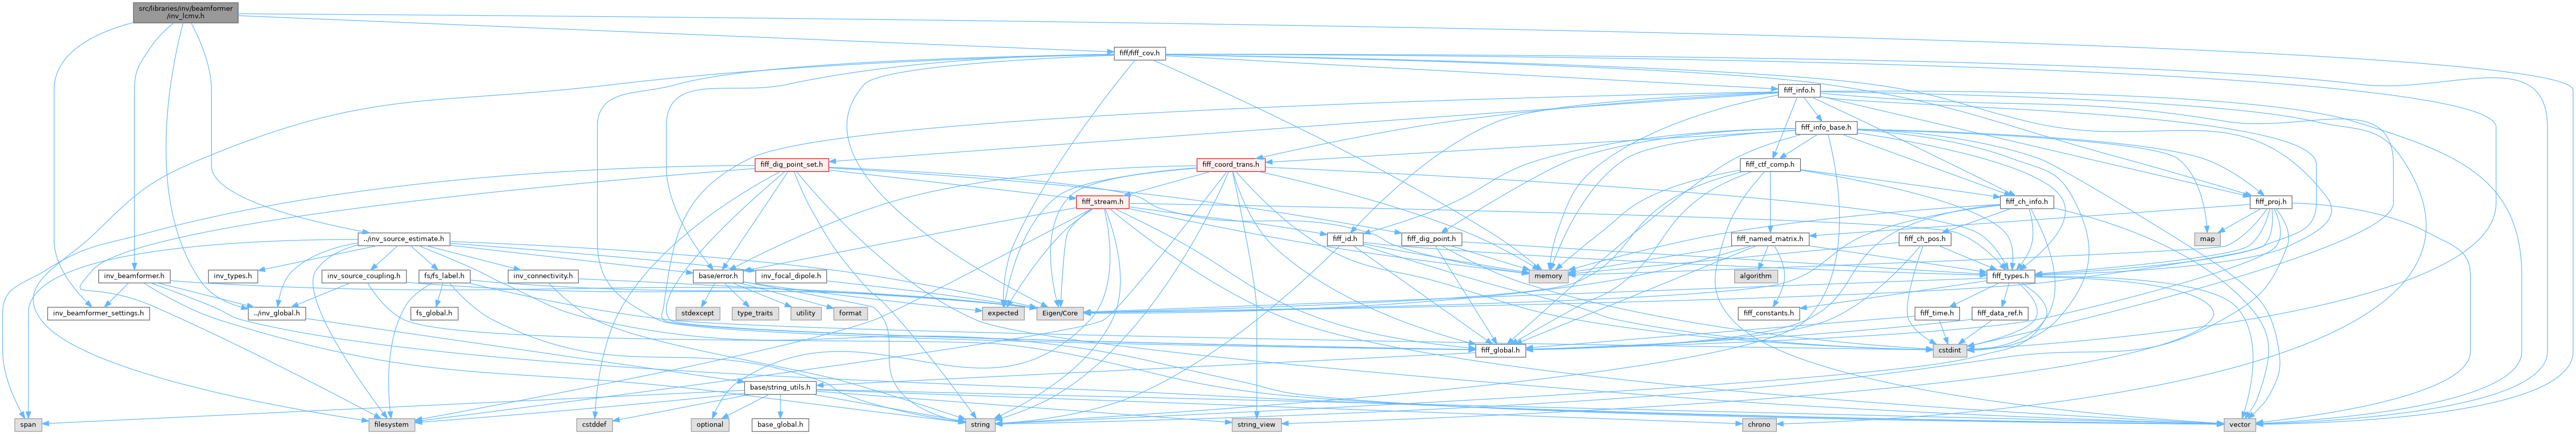 src/libraries/inv/beamformer
/inv_lcmv.h
fiff/fiff_cov.h
fiff_info.h
fiff_info_base.h
fiff_dig_point_set.h
fiff_coord_trans.h
fiff_ctf_comp.h
fiff_stream.h
fiff_ch_info.h
fiff_proj.h
../inv_source_estimate.h
fiff_id.h
fiff_dig_point.h
fiff_named_matrix.h
fiff_ch_pos.h
map
inv_beamformer.h
inv_types.h
inv_source_coupling.h
fs/fs_label.h
inv_connectivity.h
base/error.h
inv_focal_dipole.h
memory
algorithm
fiff_types.h
inv_beamformer_settings.h
../inv_global.h
fs_global.h
stdexcept
type_traits
utility
format
expected
Eigen/Core
fiff_constants.h
fiff_time.h
fiff_data_ref.h
fiff_global.h
cstdint
base/string_utils.h
span
filesystem
cstddef
optional
base_global.h
string
string_view
chrono
vector